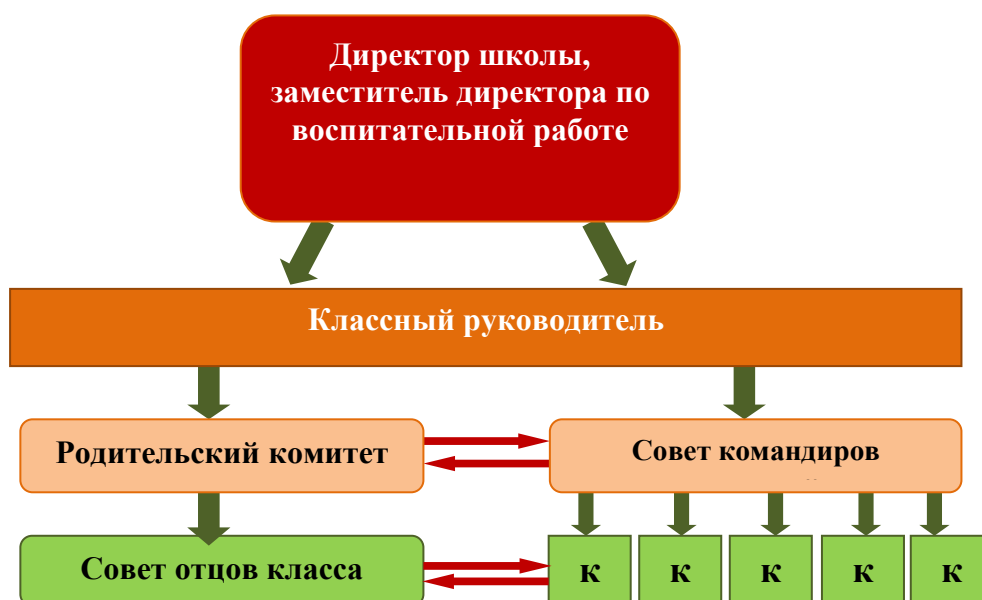 Директор школы,
заместитель директора по
воспитательной работе
Классный руководитель
Родительский комитет
Совет командиров
Совет отцов класса
к
к
к
к
к